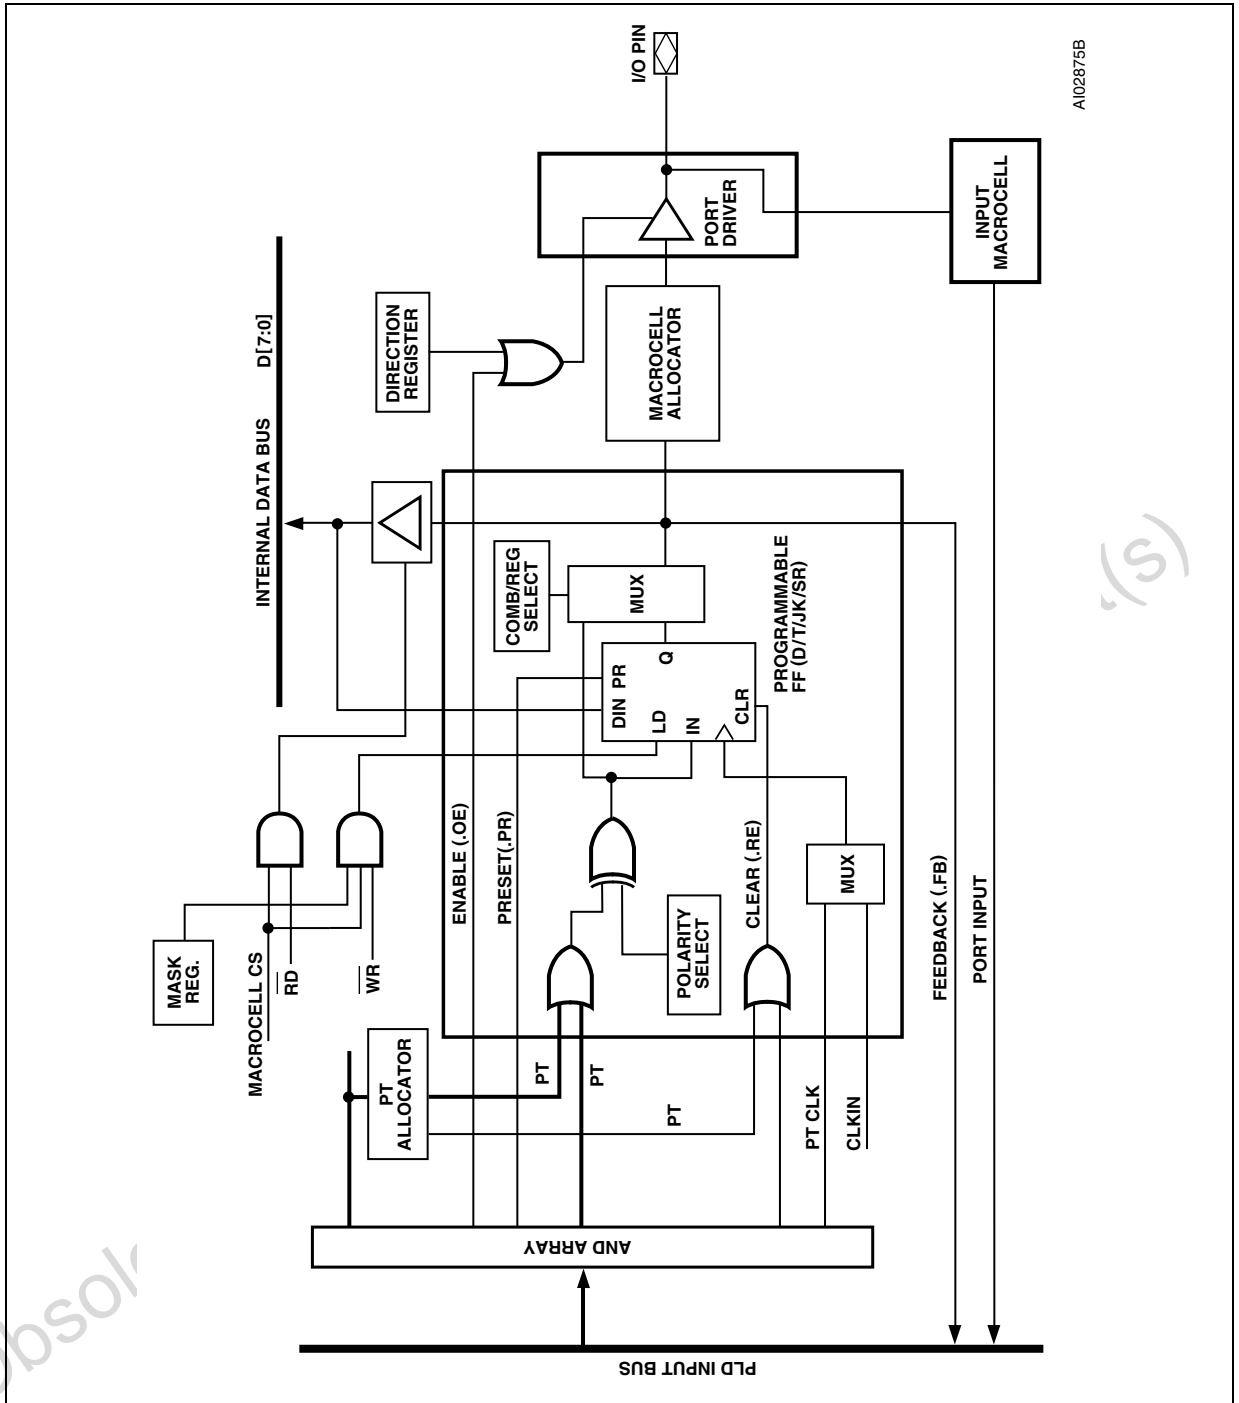 I/O PIN
AI02875B
PORT
DRIVER
INPUT
MACROCELL
INTERNAL DATA BUS D[7:0]
DIRECTION
REGISTER
MACROCELL
ALLOCATOR
COMB/REG
SELECT
MUX
PROGRAMMABLE
FF (D/T/JK/SR)
DIN PR
LD
Q
IN
CLR
ENABLE (.OE)
PRESET(.PR)
CLEAR (.RE)
MUX
POLARITY
SELECT
FEEDBACK (.FB)
PORT INPUT
MASK
REG.
MACROCELL CS
RD
WR
PT
ALLOCATOR
PT
PT
PT
PT CLK
CLKIN
AND ARRAY
PLD INPUT BUS